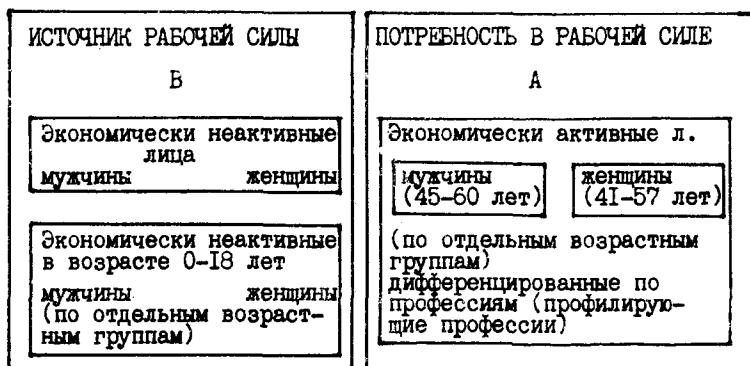 ИСТОЧНИК РАБОЧЕЙ СИЛЫ
В
Экономически неактивные
лица
мужчины женщины
Экономически неактивные
в возрасте 0-I8 лет
мужчины женщины
(по отдельным возраст-
ным группам)
ПОТРЕБНОСТЬ В РАБОЧЕЙ СИЛЕ
А
Экономически активные л.
мужчины
(45-60 лет)
женщины
(4I-57 лет)
(по отдельным возрастным
группам)
дифференцированные по
профессиям (профилирую-
щие профессии)